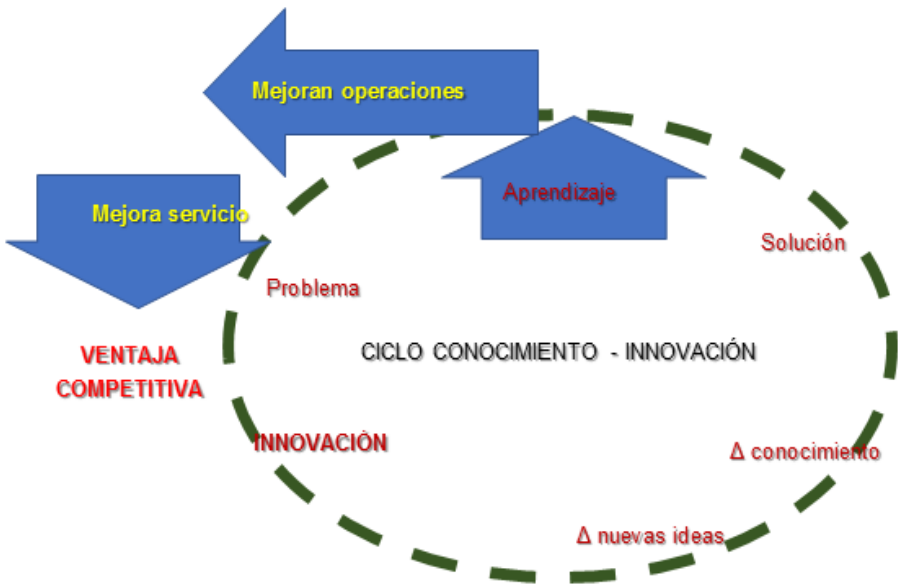 Mejoran operaciones
Aprendizaje
Mejora servicio
Solución
Problema
VENTAJA
COMPETITIVA
CICLO CONOCIMIENTO - INNOVACIÓN
INNOVACIÓN
Δ conocimiento
Δ nuevas ideas